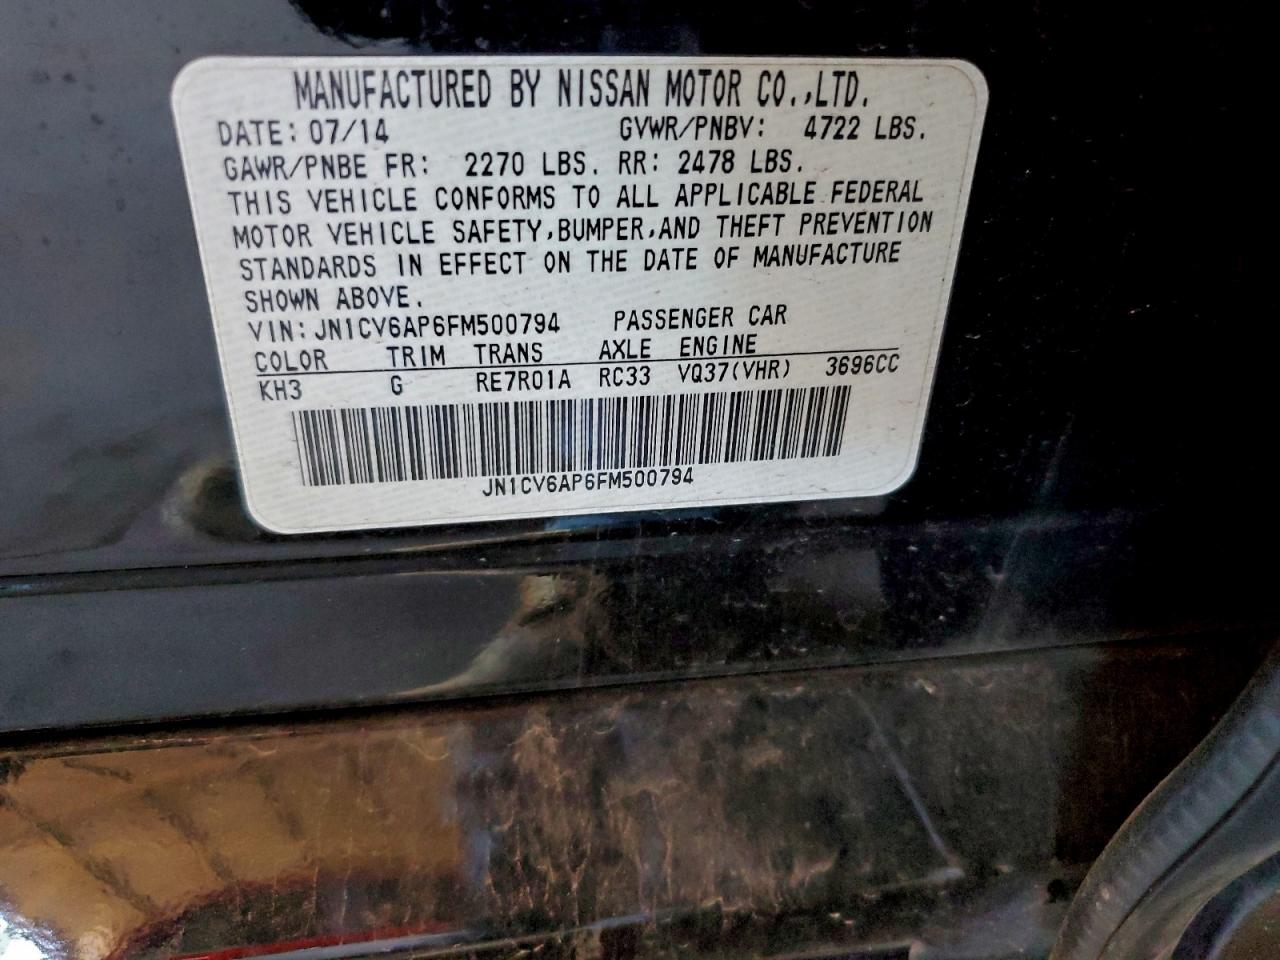 MANUFACTURED BY NISSAN MOTOR CO.,LTD.
DATE: 07/14 GVWR/PNBV: 4722 LBS.
GAWR/PNBE FR: 2270 LBS. RR: 2478 LBS.
THIS VEHICLE CONFORMS TO ALL APPLICABLE FEDERAL
MOTOR VEHICLE SAFETY,BUMPER,AND THEFT PREVENTION
STANDARDS IN EFFECT ON THE DATE OF MANUFACTURE
SHOWN ABOVE.
VIN: JN1CV6AP6FM500794 PASSENGER CAR
COLOR TRIM TRANS AXLE ENGINE
KH3 G RE7R01A RC33 VQ37(VHR) 3696CC
JN1CV6AP6FM500794